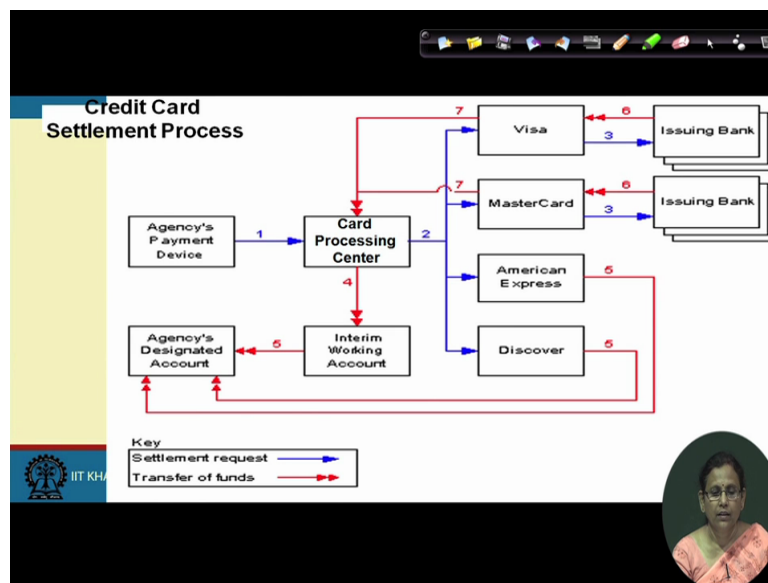 Credit Card
Settlement Process
7
Visa
6
3
Issuing Bank
7
MasterCard
6
3
Issuing Bank
Agency's
Payment
Device
1
Card
Processing
Center
2
4
American
Express
5
Agency's
Designated
Account
5
Interim
Working
Account
Discover
5
Key
Settlement request
Transfer of funds
IIT KHA